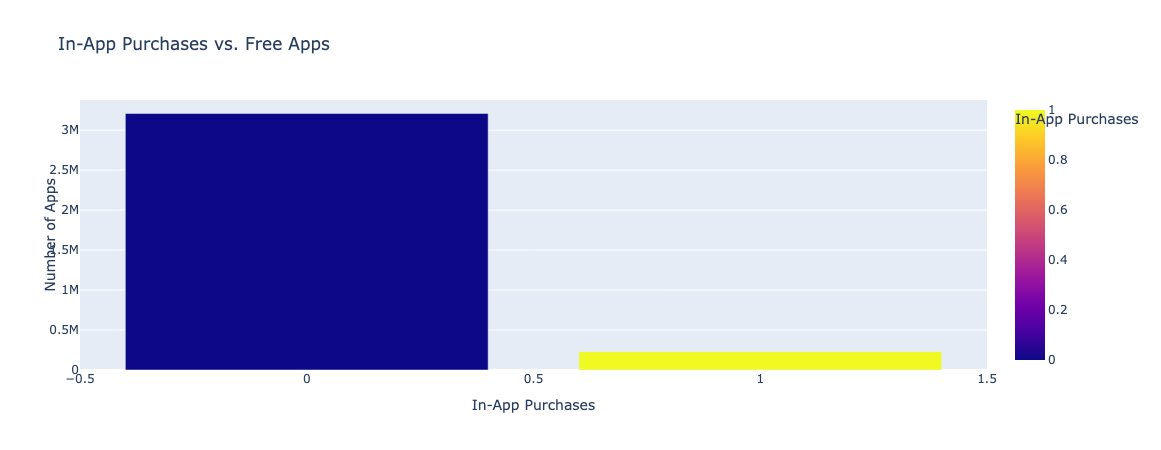 In-App Purchases vs. Free Apps
3M
2.5M
2M
1.5M
1M
0.5M
0
Number of Apps
−0.5
0
0.5
1
1.5
In-App Purchases
In-App Purchases
1
0.8
0.6
0.4
0.2
0